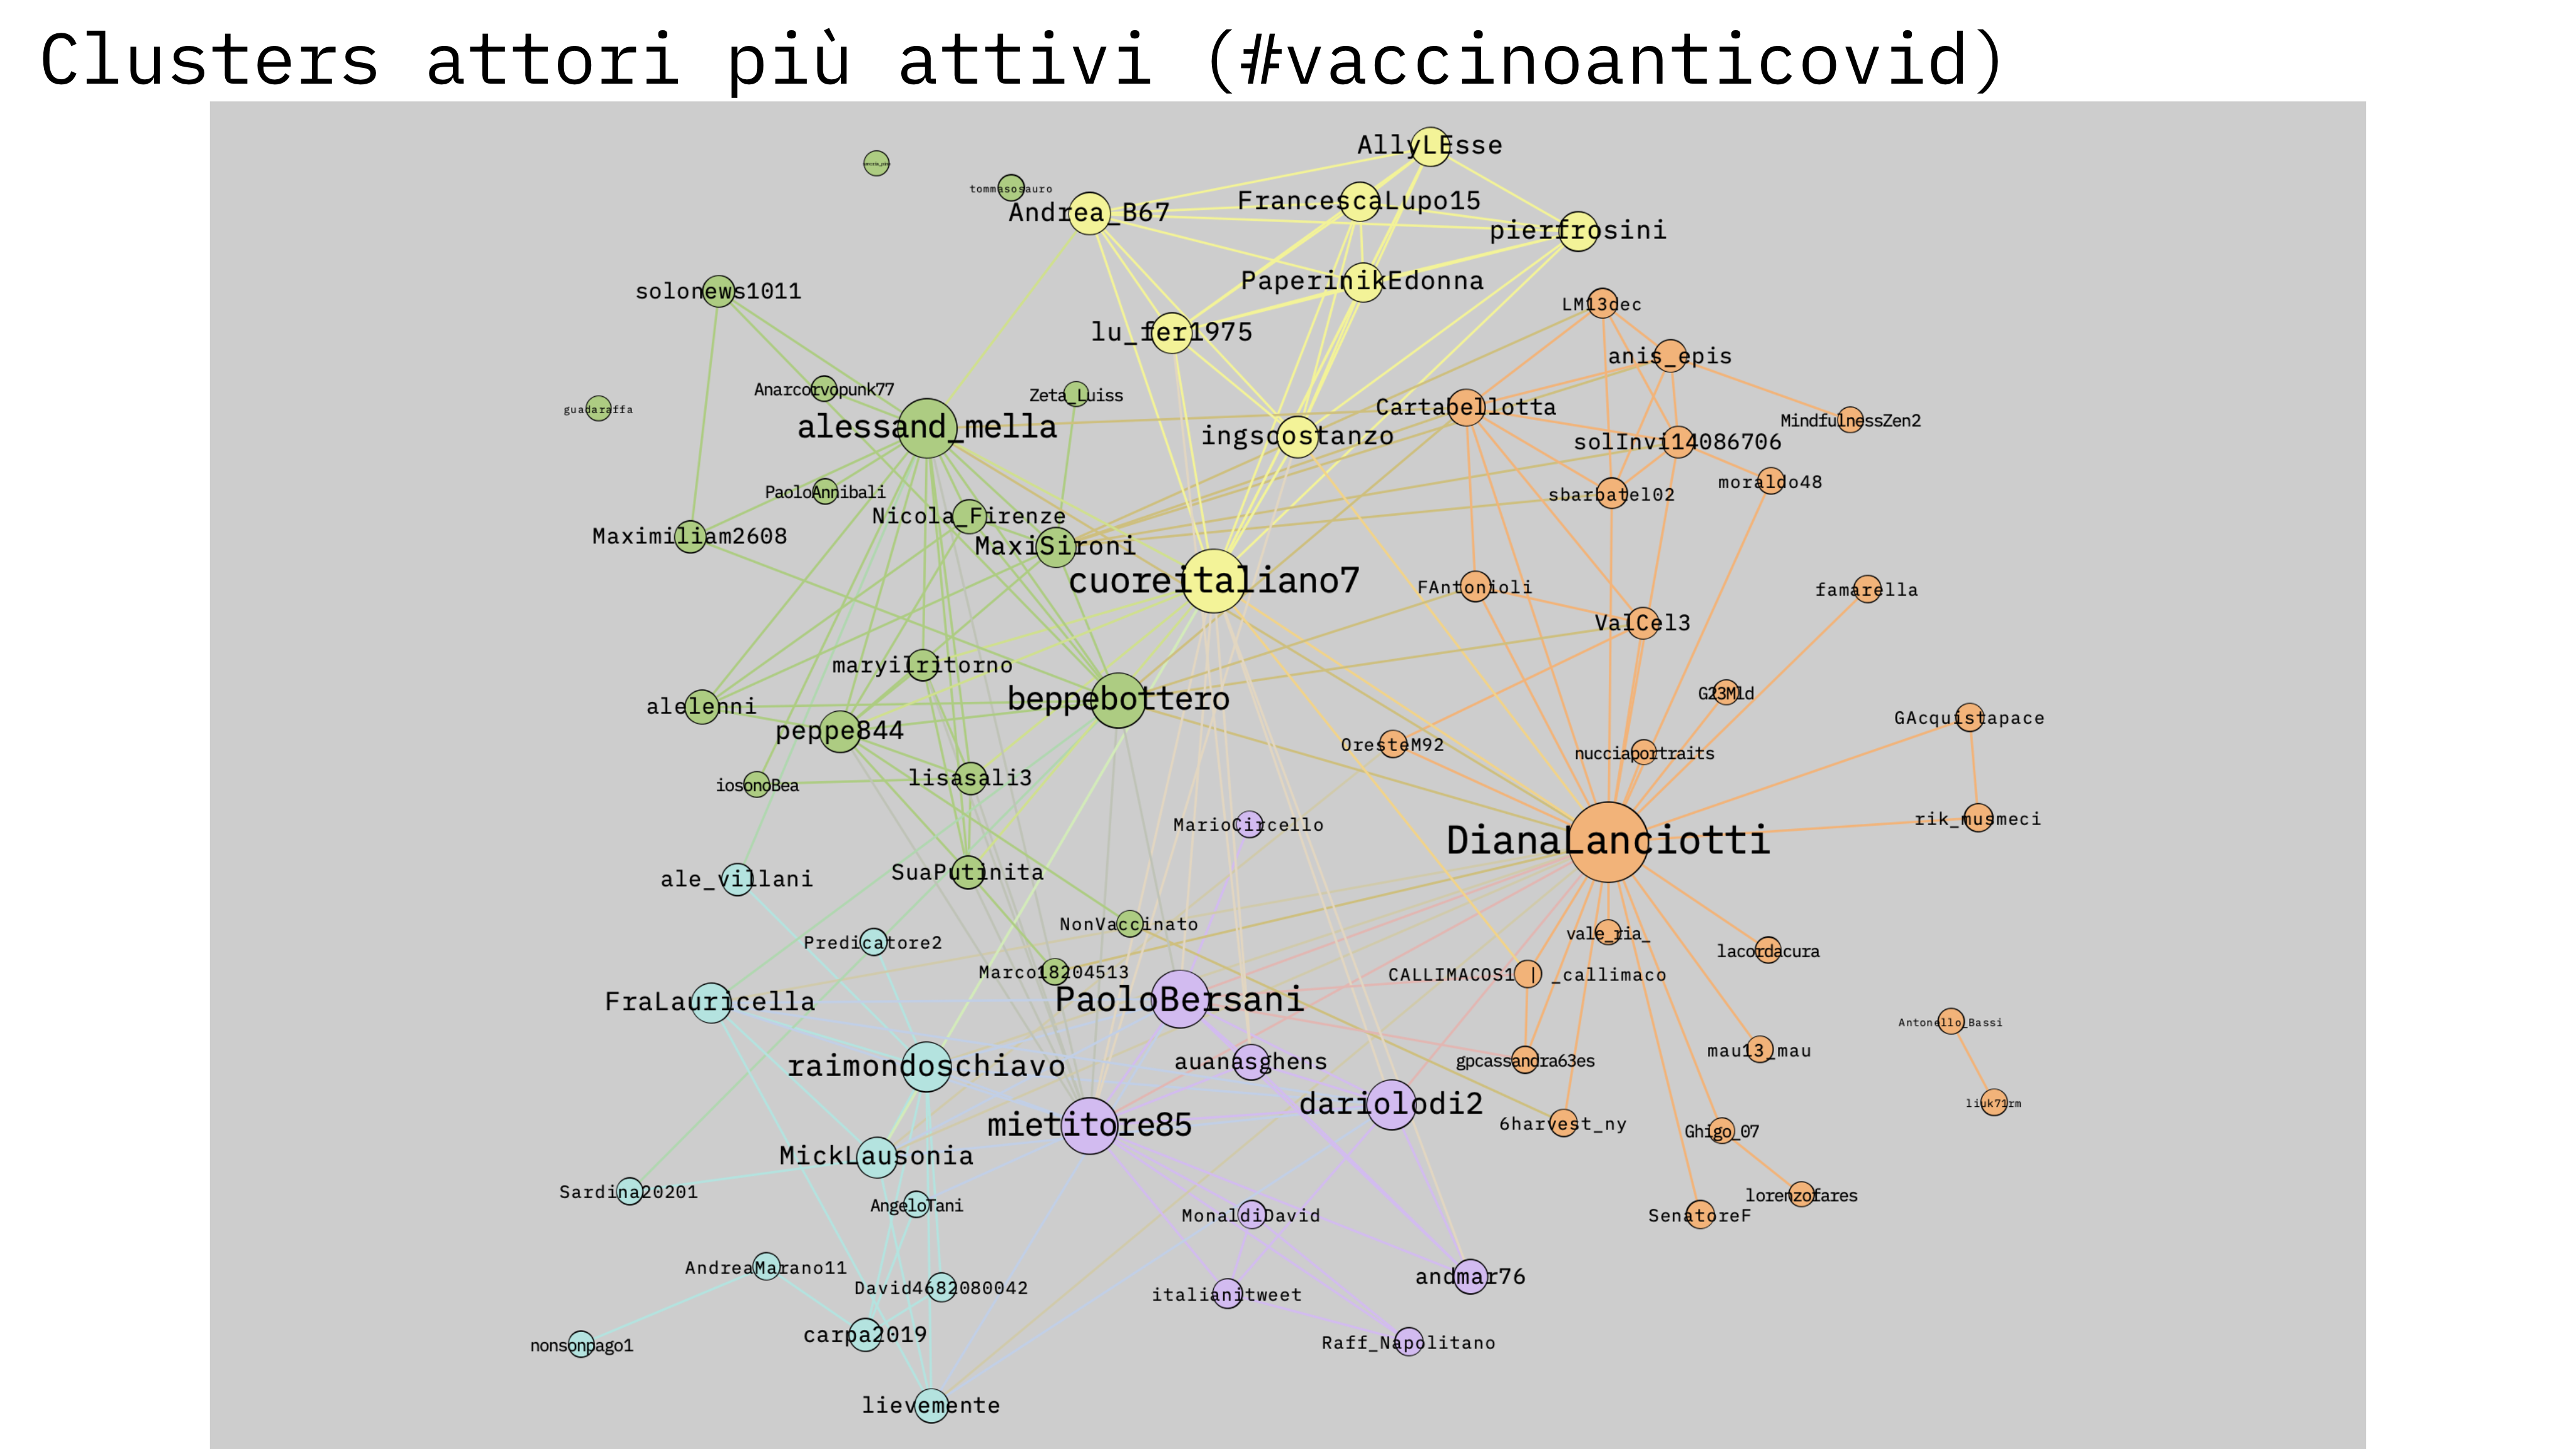 Clusters attori più attivi (#vaccinoanticovid)
AllyLEsse
tommasosauro
FrancescaLupo15
Andrea_B67
pierfrosini
PaperinikEdonna
solonews1011
LM13dec
lu_fer1975
anis_epis
Anarcorvopunk77
Zeta_Luiss
guadaraffa
Cartabellotta
MindfulnessZen2
alessand_mella
ingscostanzo
solInvi14086706
moraldo48
PaoloAnnibali
sbarbatel02
Nicola_Firenze
Maximiliam2608
MaxiSironi
cuoreitaliano7
FAntonioli
famarella
ValCel3
maryilritorno
G23Mld
beppebottero
alelenni
GAcquistapace
peppe844
OresteM92
nucciaportraits
lisasali3
iosonoBea
rik_musmeci
MarioCircello
DianaLanciotti
SuaPutinita
ale_villani
NonVaccinato
vale_ria_
Predicatore2
lacordacura
Marco18204513
CALLIMACOS1 | _callimaco
FraLauricella
PaoloBersani
Antonello_Bassi
mau13_mau
auanasghens
gpcassandra63es
raimondoschiavo
dariolodi2
liuk71rm
mietitore85
6harvest_ny
Ghigo_07
MickLausonia
Sardina20201
lorenzofares
AngeloTani
MonaldiDavid
SenatoreF
AndreaMarano11
andmar76
David4682080042
italianitweet
carpa2019
Raff_Napolitano
nonsonpago1
lievemente